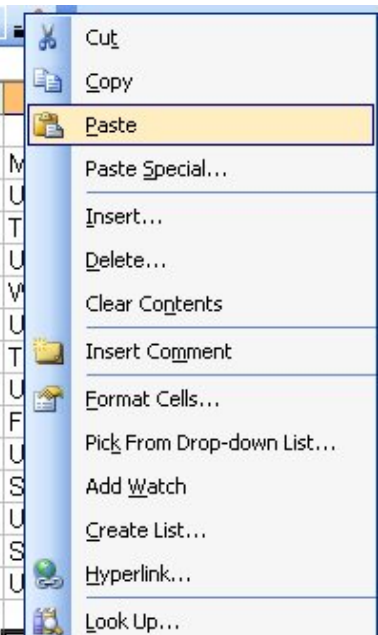 Cut
Copy
Paste
Paste Special...
M
U
Insert...
T
U
Delete...
W
Clear Contents
U
T
Insert Comment
U
Format Cells...
F
U
Pick From Drop-down List...
S
Add Watch
U
Create List...
S
U
Hyperlink...
Look Up...